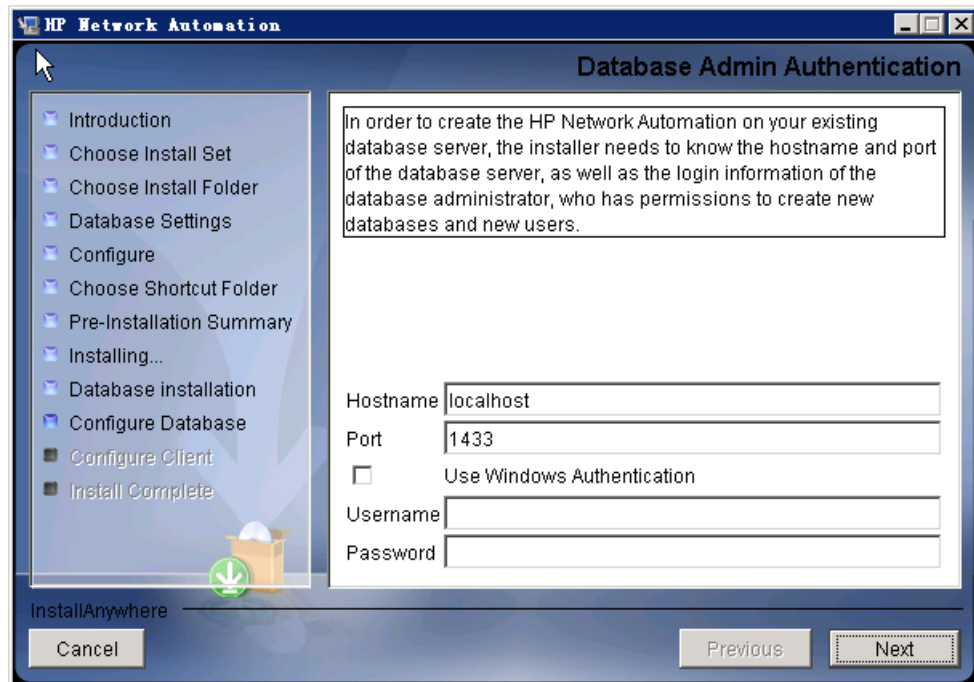 HP Network Automation
Database Admin Authentication
Introduction
Choose Install Set
Choose Install Folder
Database Settings
Configure
Choose Shortcut Folder
Pre-Installation Summary
Installing...
Database installation
Configure Database
Configure Client
Install Complete
In order to create the HP Network Automation on your existing
database server, the installer needs to know the hostname and port
of the database server, as well as the login information of the
database administrator, who has permissions to create new
databases and new users.
Hostname localhost
Port 1433
Use Windows Authentication
Username
Password
InstallAnywhere
Cancel
Previous
Next